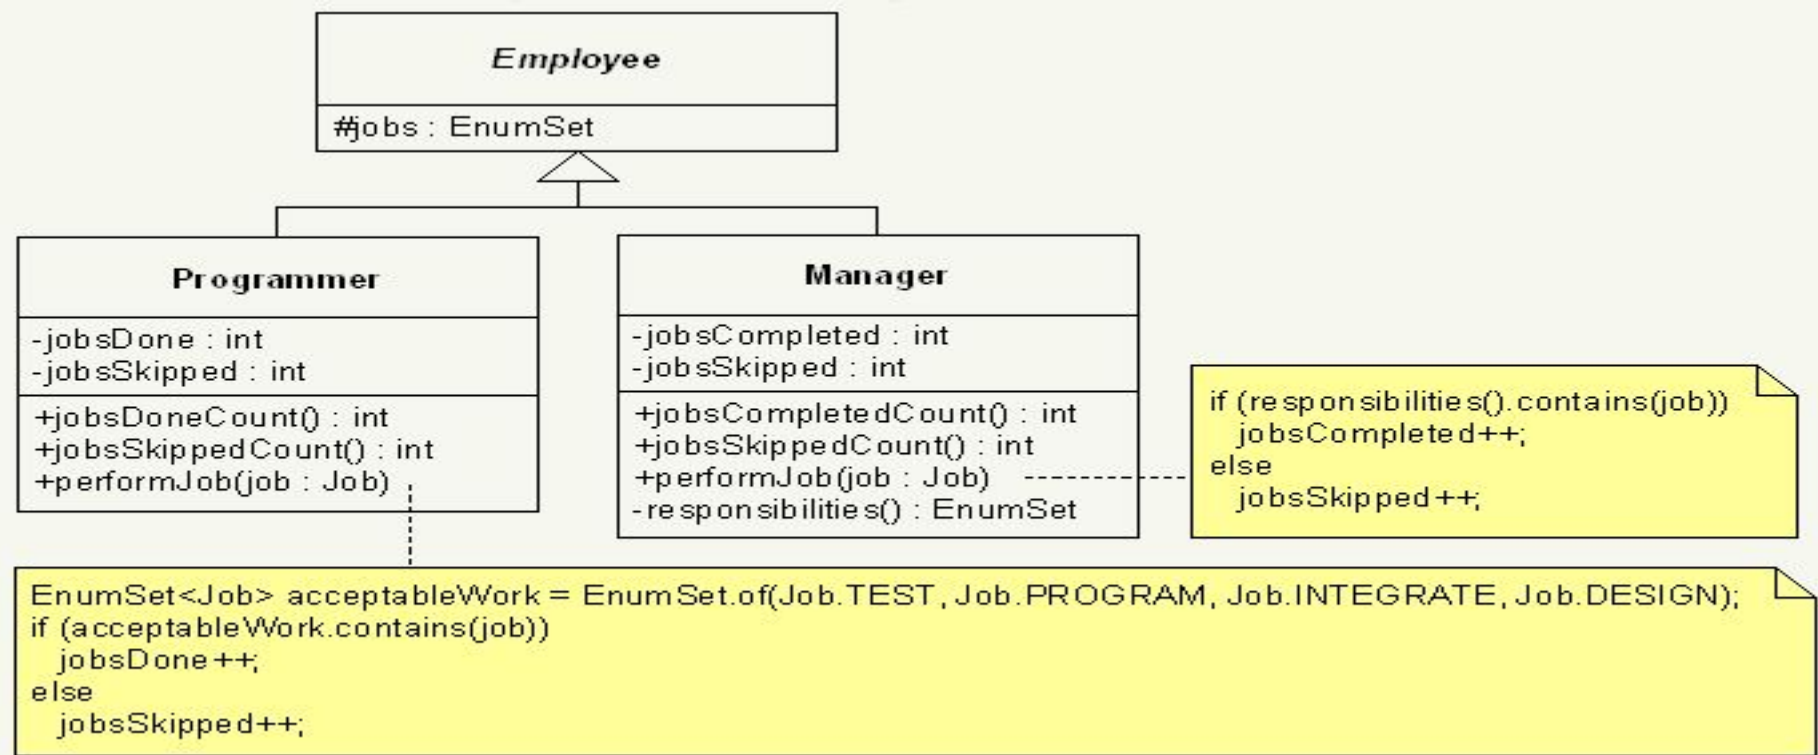 Employee
#jobs : EnumSet
Programmer
-jobsDone : int
-jobsSkipped : int
+jobsDoneCount() : int
+jobsSkippedCount() : int
+performJob(job : Job)
Manager
-jobsCompleted : int
-jobsSkipped : int
+jobsCompletedCount() : int
+jobsSkippedCount() : int
+performJob(job : Job)
-responsibilities() : EnumSet
if (responsibilities().contains(job))
jobsCompleted++;
else
jobsSkipped++;
EnumSet<Job> acceptableWork = EnumSet.of(Job.TEST, Job.PROGRAM, Job.INTEGRATE, Job.DESIGN);
if (acceptableWork.contains(job))
jobsDone++;
else
jobsSkipped++;